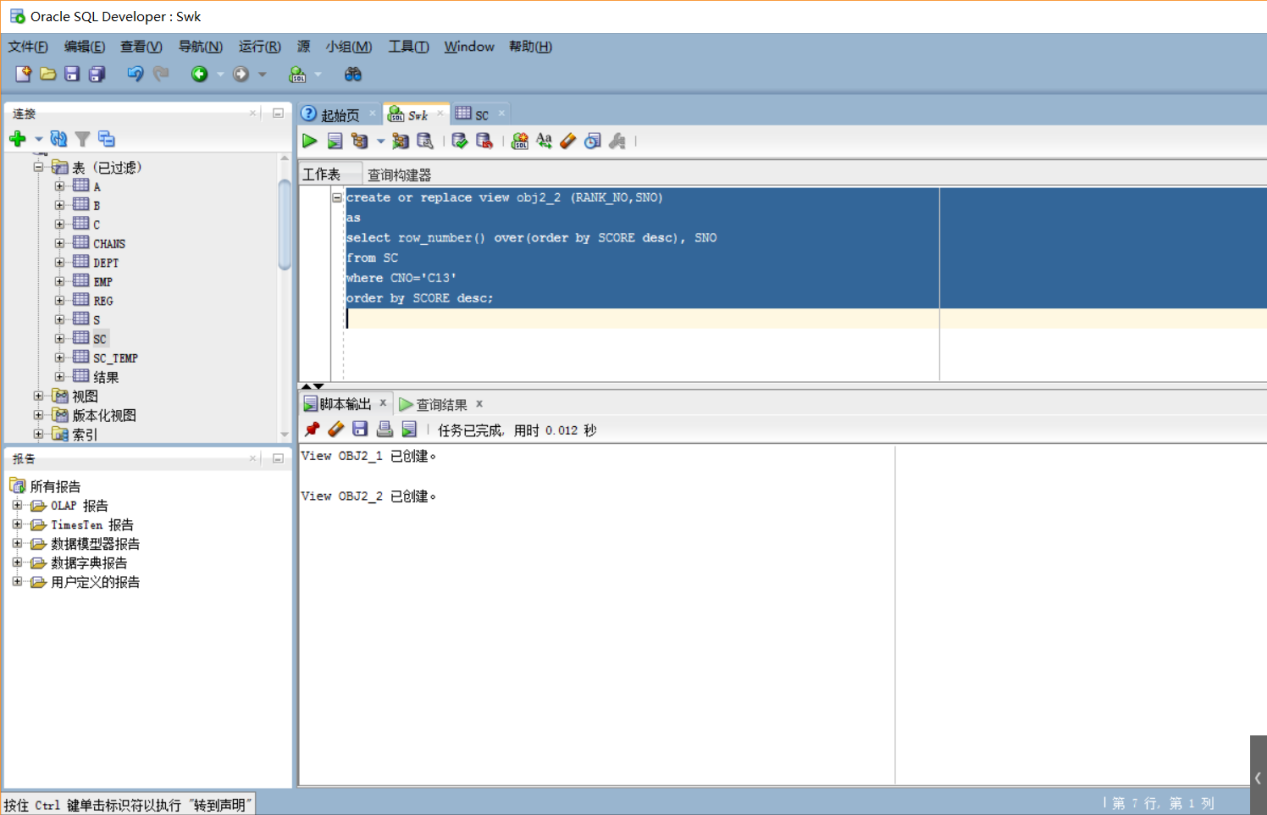 Oracle SQL Developer : Swk
文件(F) 编辑(E) 查看(V) 导航(N) 运行(R) 源 小组(M) 工具(T) Window 帮助(H)
连接
起始页 Swk SC
表 (已过滤)
A
B
C
CHANS
DEPT
EMP
REG
S
SC
SC_TEMP
结果
视图
版本化视图
索引
工作表 查询构建器
create or replace view obj2_2 (RANK_NO,SNO)
as
select row_number() over(order by SCORE desc), SNO
from SC
where CNO='C13'
order by SCORE desc;
脚本输出 查询结果
任务已完成, 用时 0.012 秒
View OBJ2_1 已创建。
View OBJ2_2 已创建。
报告
所有报告
OLAP 报告
TimesTen 报告
数据模型器报告
数据字典报告
用户定义的报告
按住 Ctrl 键单击标识符以执行 "转到声明"
第 7 行, 第 1 列